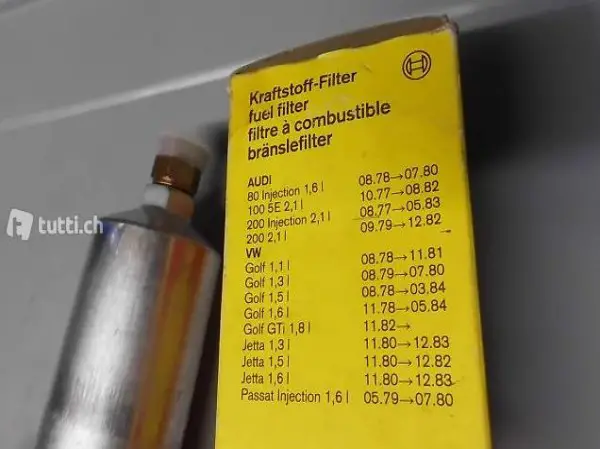 Kraftstoff-Filter
fuel filter
filtre à combustible
bränslefilter
AUDI
80 Injection 1,6 l 08.78→07.80
100 5E 2,1 l 10.77→08.82
200 Injection 2,1 l 08.77→05.83
200 2,1 l 09.79→12.82
VW
Golf 1,1 l 08.78→11.81
Golf 1,3 l 08.79→07.80
Golf 1,5 l 08.78→03.84
Golf 1,6 l 11.78→05.84
Golf GTi 1,8 l 11.82→
Jetta 1,3 l 11.80→12.83
Jetta 1,5 l 11.80→12.82
Jetta 1,6 l 11.80→12.83
Passat Injection 1,6 l 05.79→07.80
tutti.ch